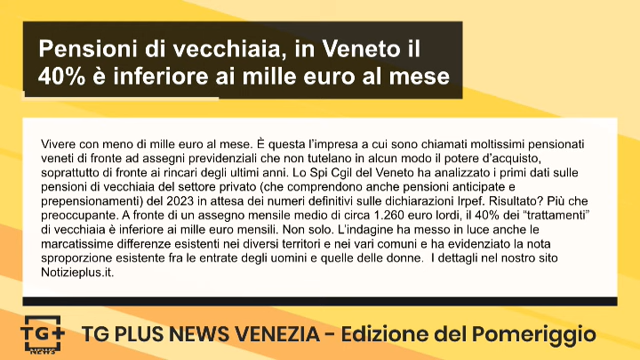 Pensioni di vecchiaia, in Veneto il
40% è inferiore ai mille euro al mese
Vivere con meno di mille euro al mese. È questa l'impresa a cui sono chiamati moltissimi pensionati
veneti di fronte ad assegni previdenziali che non tutelano in alcun modo il potere d'acquisto,
soprattutto di fronte ai rincari degli ultimi anni. Lo Spi Cgil del Veneto ha analizzato i primi dati sulle
pensioni di vecchiaia del settore privato (che comprendono anche pensioni anticipate e
prepensionamenti) del 2023 in attesa dei numeri definitivi sulle dichiarazioni Irpef. Risultato? Più che
preoccupante. A fronte di un assegno mensile medio di circa 1.260 euro lordi, il 40% dei "trattamenti"
di vecchiaia è inferiore ai mille euro mensili. Non solo. L'indagine ha messo in luce anche le
marcatissime differenze esistenti nei diversi territori e nei vari comuni e ha evidenziato la nota
sproporzione esistente fra le entrate degli uomini e quelle delle donne. I dettagli nel nostro sito
Notizieplus.it.
TG+
NEWS
TG PLUS NEWS VENEZIA - Edizione del Pomeriggio